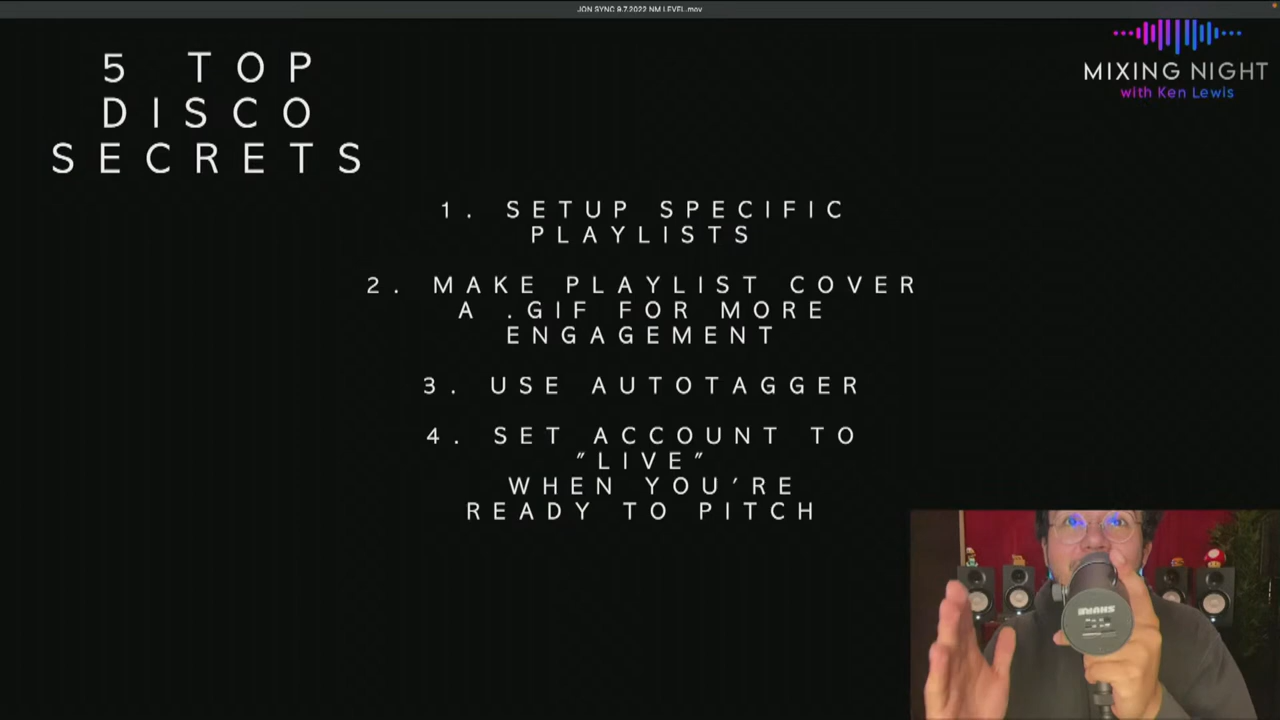 JON SYNC 9.7.2022 NM LEVEL.mov
5 TOP
DISCO
SECRETS
MIXING NIGHT
with Ken Lewis
1. SETUP SPECIFIC
PLAYLISTS
2. MAKE PLAYLIST COVER
A .GIF FOR MORE
ENGAGEMENT
3. USE AUTOTAGGER
4. SET ACCOUNT TO
"LIVE"
WHEN YOU'RE
READY TO PITCH
SHURE